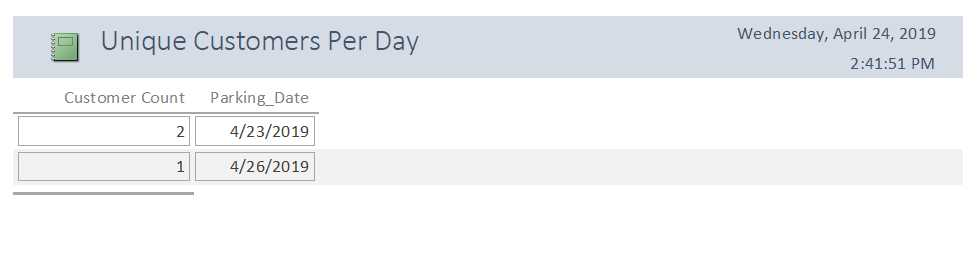 Unique Customers Per Day
Wednesday, April 24, 2019
2:41:51 PM
Customer Count Parking_Date
2 4/23/2019
1 4/26/2019